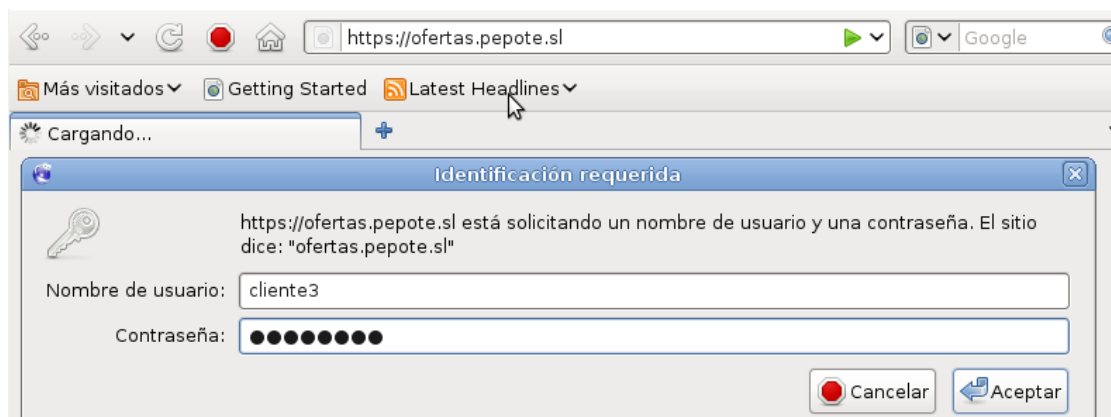 https://ofertas.pepote.sl
Google
Más visitados
Getting Started
Latest Headlines
Cargando...
Identificación requerida
https://ofertas.pepote.sl está solicitando un nombre de usuario y una contraseña. El sitio
dice: "ofertas.pepote.sl"
Nombre de usuario: cliente3
Contraseña: ●●●●●●●●
Cancelar
Aceptar